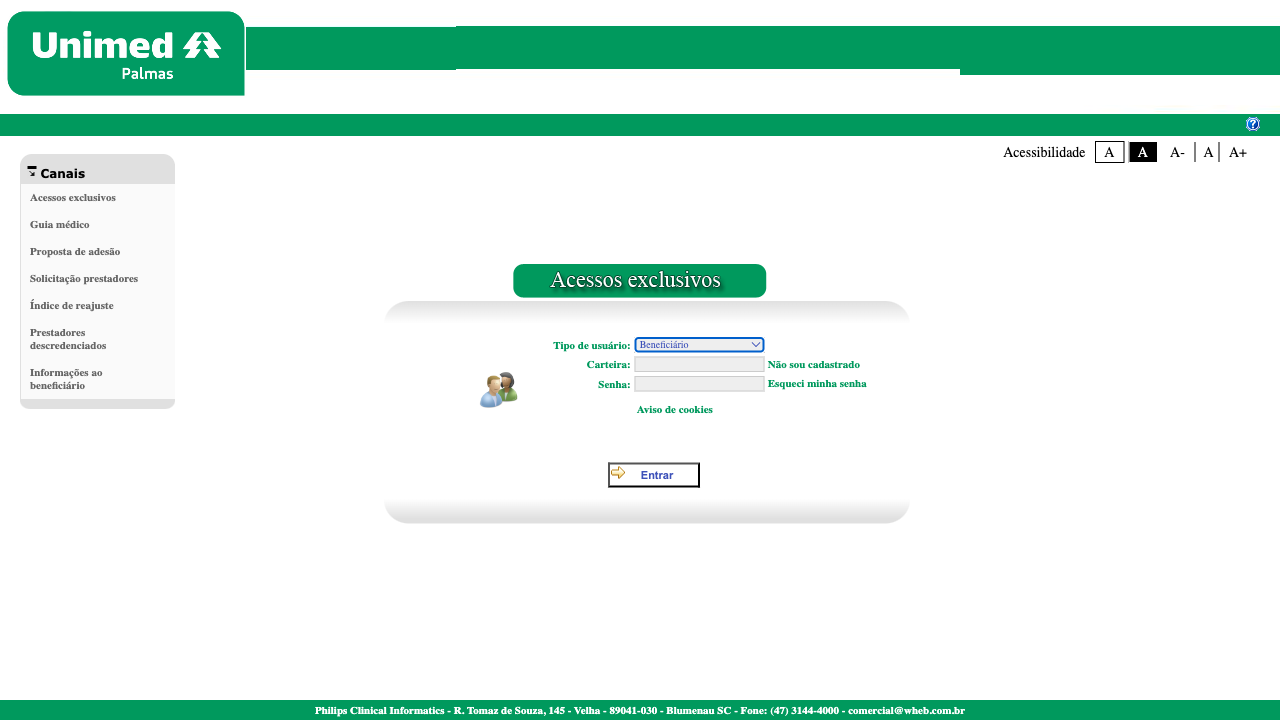 Unimed
Palmas
?
Acessibilidade A A A- A A+
Canais
Acessos exclusivos
Guia médico
Proposta de adesão
Solicitação prestadores
Índice de reajuste
Prestadores
descredenciados
Informações ao
beneficiário
Acessos exclusivos
Tipo de usuário: Beneficiário
Carteira: Não sou cadastrado
Senha: Esqueci minha senha
Aviso de cookies
Entrar
Philips Clinical Informatics - R. Tomaz de Souza, 145 - Velha - 89041-030 - Blumenau SC - Fone: (47) 3144-4000 - comercial@wheb.com.br